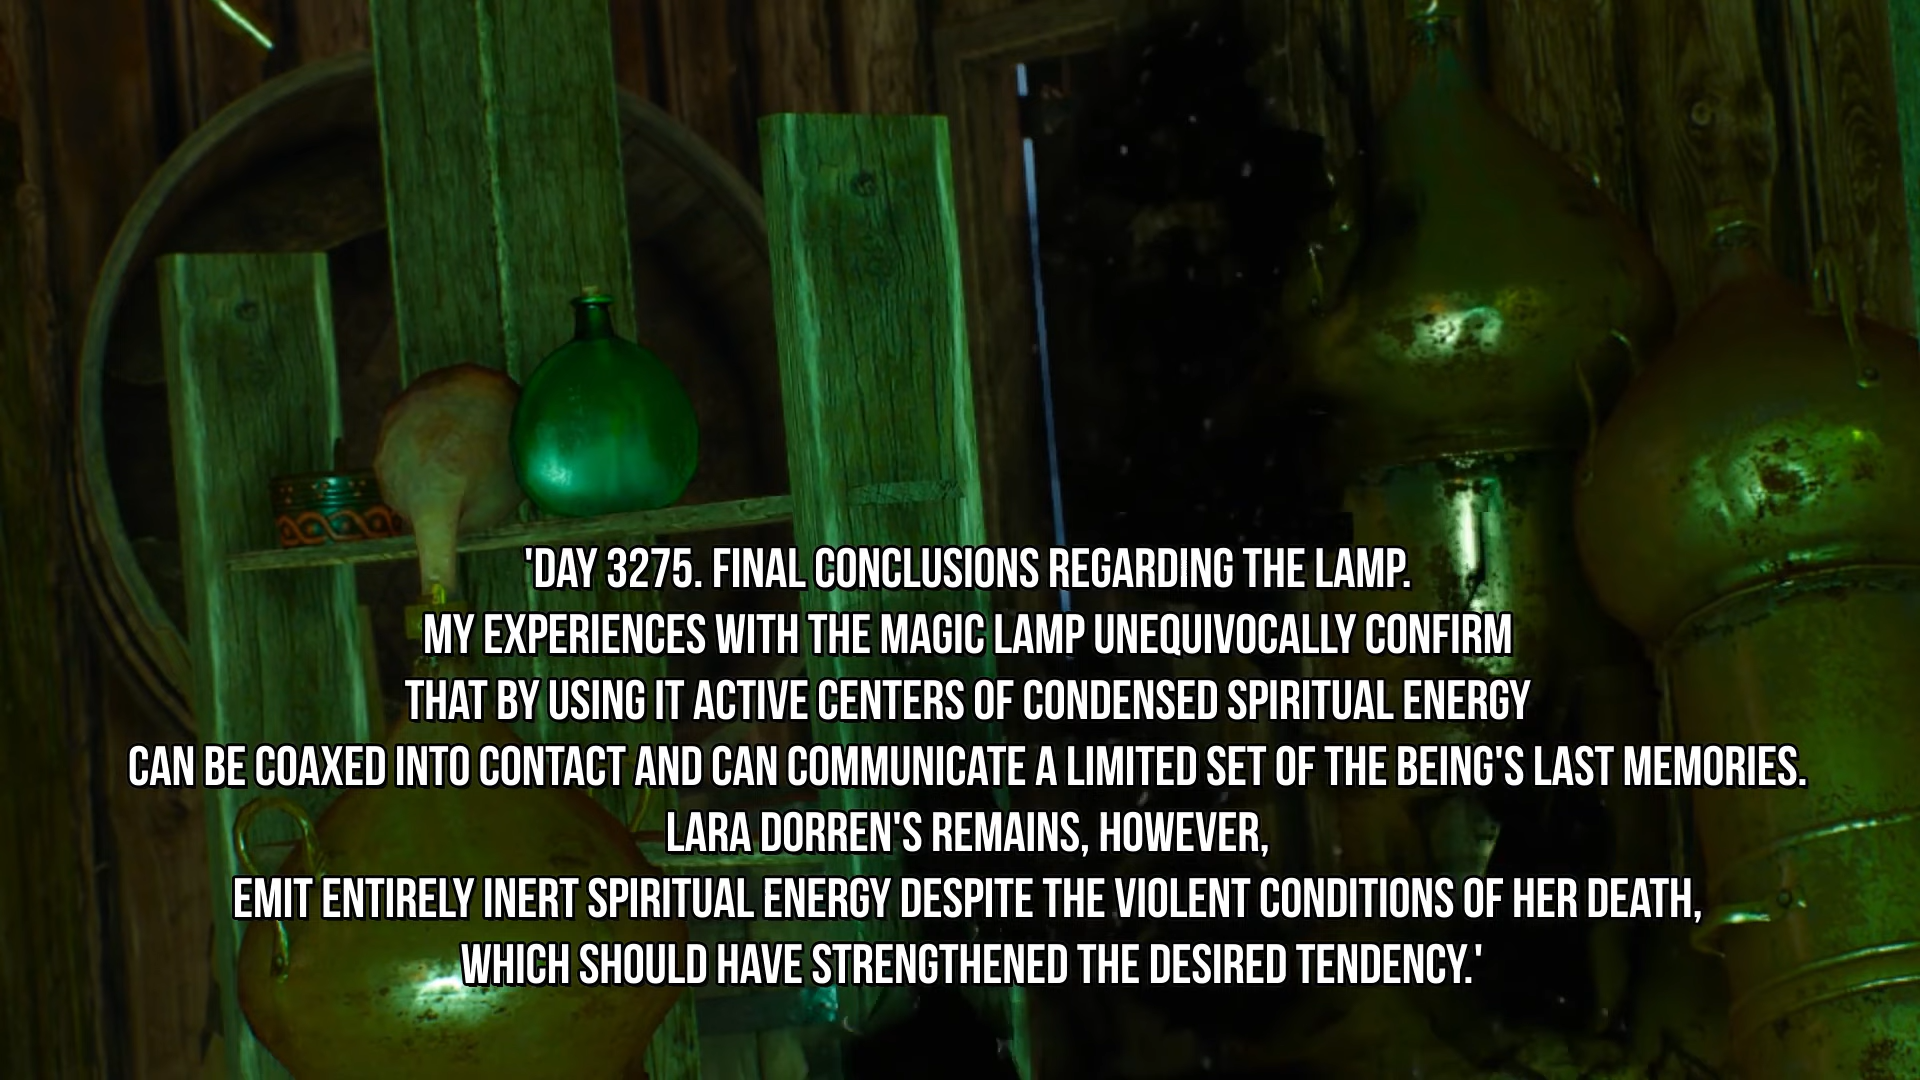 'DAY 3275. FINAL CONCLUSIONS REGARDING THE LAMP.
MY EXPERIENCES WITH THE MAGIC LAMP UNEQUIVOCALLY CONFIRM
THAT BY USING IT ACTIVE CENTERS OF CONDENSED SPIRITUAL ENERGY
CAN BE COAXED INTO CONTACT AND CAN COMMUNICATE A LIMITED SET OF THE BEING'S LAST MEMORIES.
LARA DORREN'S REMAINS, HOWEVER,
EMIT ENTIRELY INERT SPIRITUAL ENERGY DESPITE THE VIOLENT CONDITIONS OF HER DEATH,
WHICH SHOULD HAVE STRENGTHENED THE DESIRED TENDENCY.'